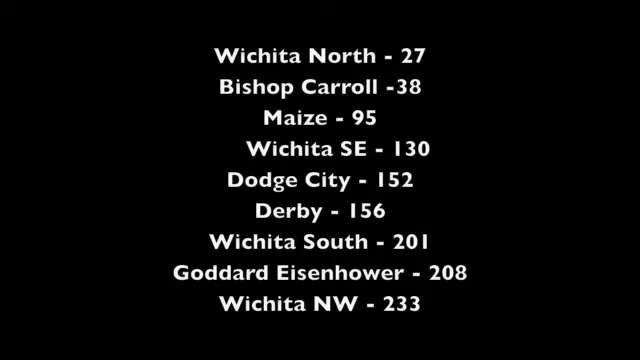 Wichita North - 27
Bishop Carroll -38
Maize - 95
Wichita SE - 130
Dodge City - 152
Derby - 156
Wichita South - 201
Goddard Eisenhower - 208
Wichita NW - 233